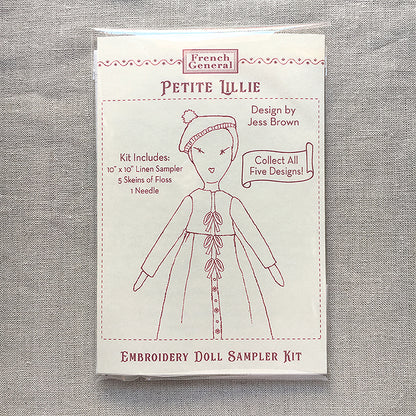 French
General
PETITE LILLIE
Design by
Jess Brown
Kit Includes:
10" x 10" Linen Sampler
5 Skeins of Floss
1 Needle
Collect All
Five Designs!
EMBROIDERY DOLL SAMPLER KIT